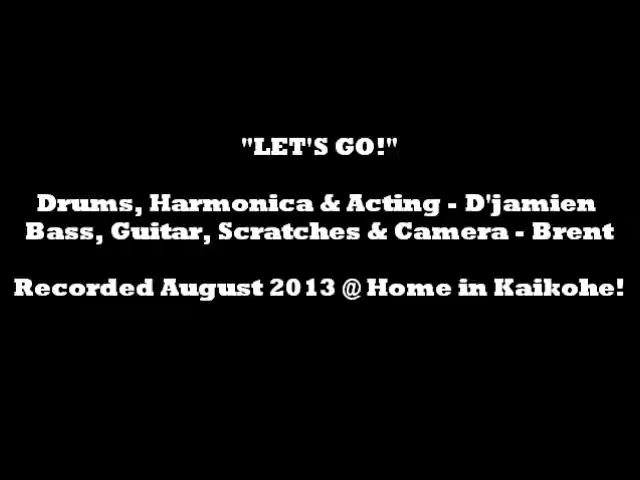 "LET'S GO!"
Drums, Harmonica & Acting - D'jamien
Bass, Guitar, Scratches & Camera - Brent
Recorded August 2013 @ Home in Kaikohe!